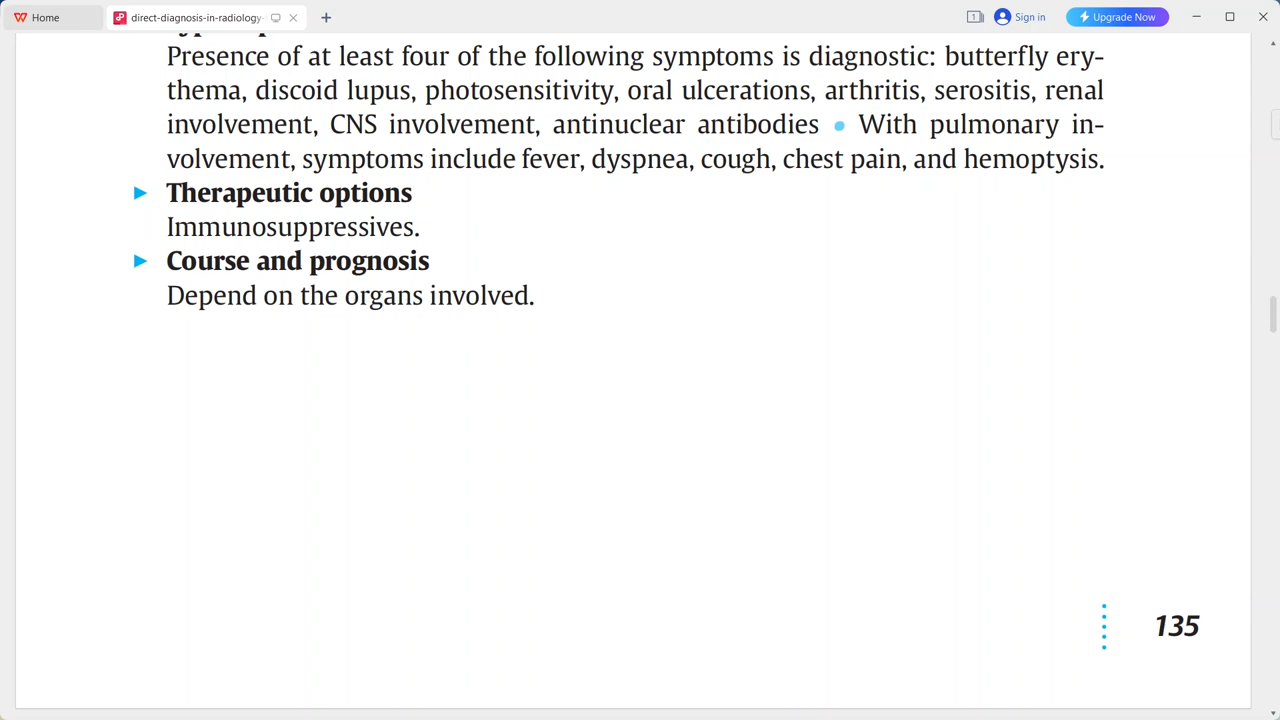 Home
direct-diagnosis-in-radiology-
1
Sign in
Upgrade Now
Presence of at least four of the following symptoms is diagnostic: butterfly ery-
thema, discoid lupus, photosensitivity, oral ulcerations, arthritis, serositis, renal
involvement, CNS involvement, antinuclear antibodies • With pulmonary in-
volvement, symptoms include fever, dyspnea, cough, chest pain, and hemoptysis.
► Therapeutic options
Immunosuppressives.
► Course and prognosis
Depend on the organs involved.
135